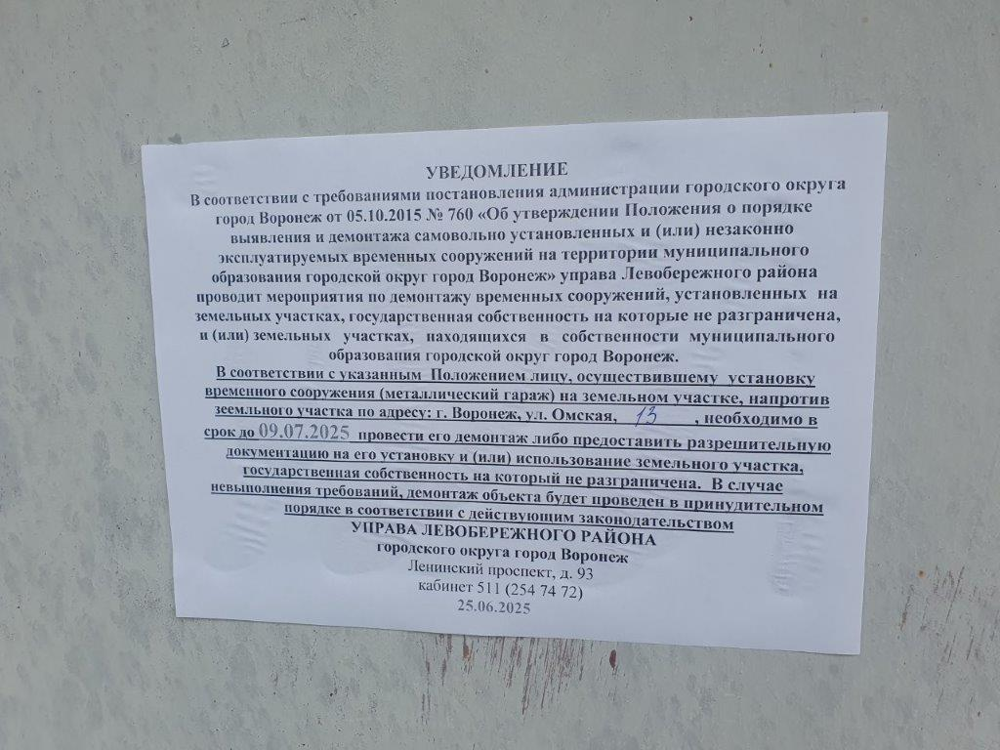 УВЕДОМЛЕНИЕ
В соответствии с требованиями постановления администрации городского округа
город Воронеж от 05.10.2015 № 760 «Об утверждении Положения о порядке
выявления и демонтажа самовольно установленных и (или) незаконно
эксплуатируемых временных сооружений на территории муниципального
образования городской округ город Воронеж» управа Левобережного района
проводит мероприятия по демонтажу временных сооружений, установленных на
земельных участках, государственная собственность на которые не разграничена,
и (или) земельных участках, находящихся в собственности муниципального
образования городской округ город Воронеж.
В соответствии с указанным Положением лицу, осуществившему установку
временного сооружения (металлический гараж) на земельном участке, напротив
зеемльного участка по адресу: г. Воронеж, ул. Омская, 13 , необходимо в
срок до 09.07.2025 провести его демонтаж либо предоставить разрешительную
документацию на его установку и (или) использование земельного участка,
государственная собственность на который не разграничена. В случае
невыполнения требований, демонтаж объекта будет проведен в принудительном
порядке в соответствии с действующим законодательством
УПРАВА ЛЕВОБЕРЕЖНОГО РАЙОНА
городского округа город Воронеж
Ленинский проспект, д. 93
кабинет 511 (254 74 72)
25.06.2025